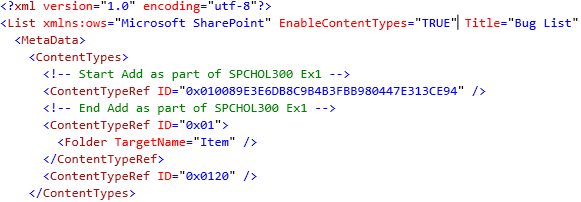 <?xml version="1.0" encoding="utf-8"?>
<List xmlns:ows="Microsoft SharePoint" EnableContentTypes="TRUE" Title="Bug List"
<MetaData>
<ContentTypes>
<!-- Start Add as part of SPCHOL300 Ex1 -->
<ContentTypeRef ID="0x010089E3E6DB8C9B4B3FBB980447E313CE94" />
<!-- End Add as part of SPCHOL300 Ex1 -->
<ContentTypeRef ID="0x01">
<Folder TargetName="Item" />
</ContentTypeRef>
<ContentTypeRef ID="0x0120" />
</ContentTypes>